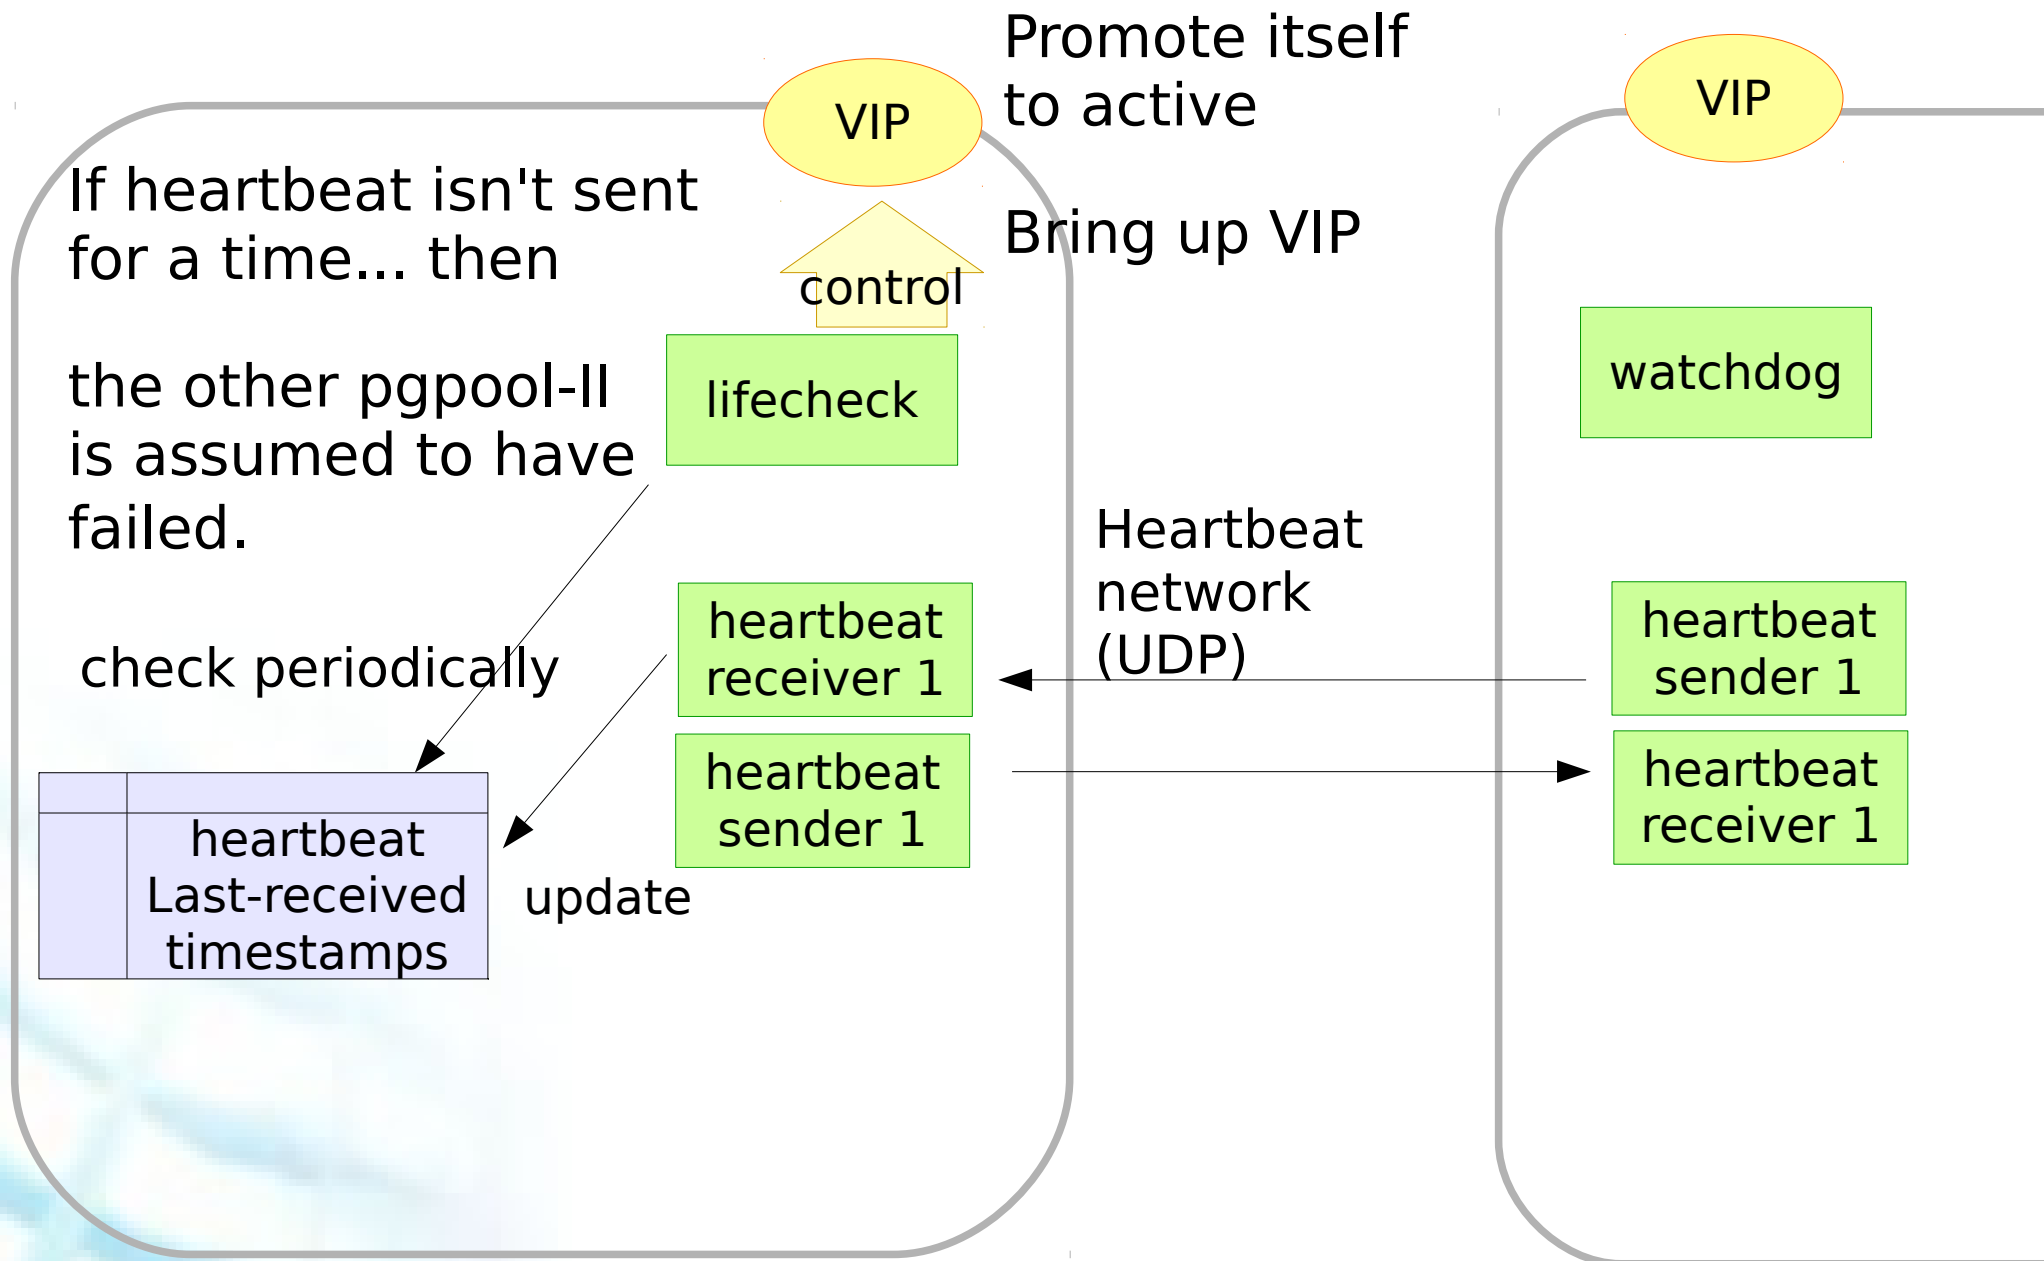 Promote itself
to active
Bring up VIP
VIP
VIP
If heartbeat isn't sent
for a time... then
the other pgpool-II
is assumed to have
failed.
control
lifecheck
watchdog
check periodically
heartbeat
receiver 1
heartbeat
sender 1
Heartbeat
network
(UDP)
heartbeat
sender 1
heartbeat
receiver 1
heartbeat
Last-received
timestamps
update